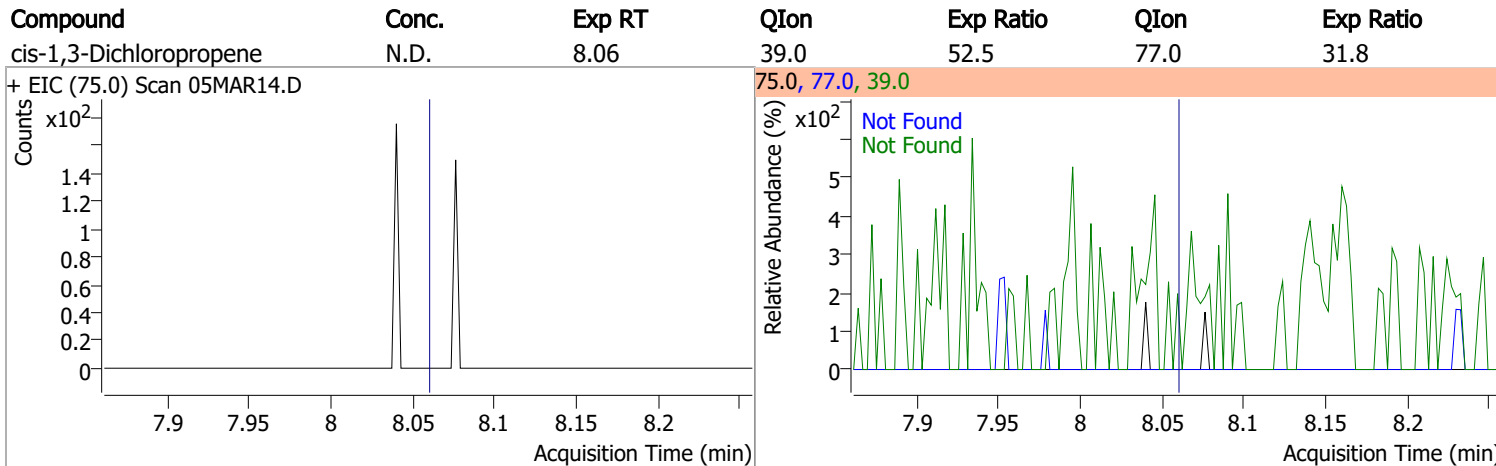 Compound Conc. Exp RT QIon Exp Ratio QIon Exp Ratio
cis-1,3-Dichloropropene N.D. 8.06 39.0 52.5 77.0 31.8
+ EIC (75.0) Scan 05MAR14.D
Counts
x10²
1.4
1.2
1
0.8
0.6
0.4
0.2
0
7.9 7.95 8 8.05 8.1 8.15 8.2
Acquisition Time (min)
75.0, 77.0, 39.0
Relative Abundance (%)
x10²
Not Found
Not Found
5
4
3
2
1
0
7.9 7.95 8 8.05 8.1 8.15 8.2
Acquisition Time (min)